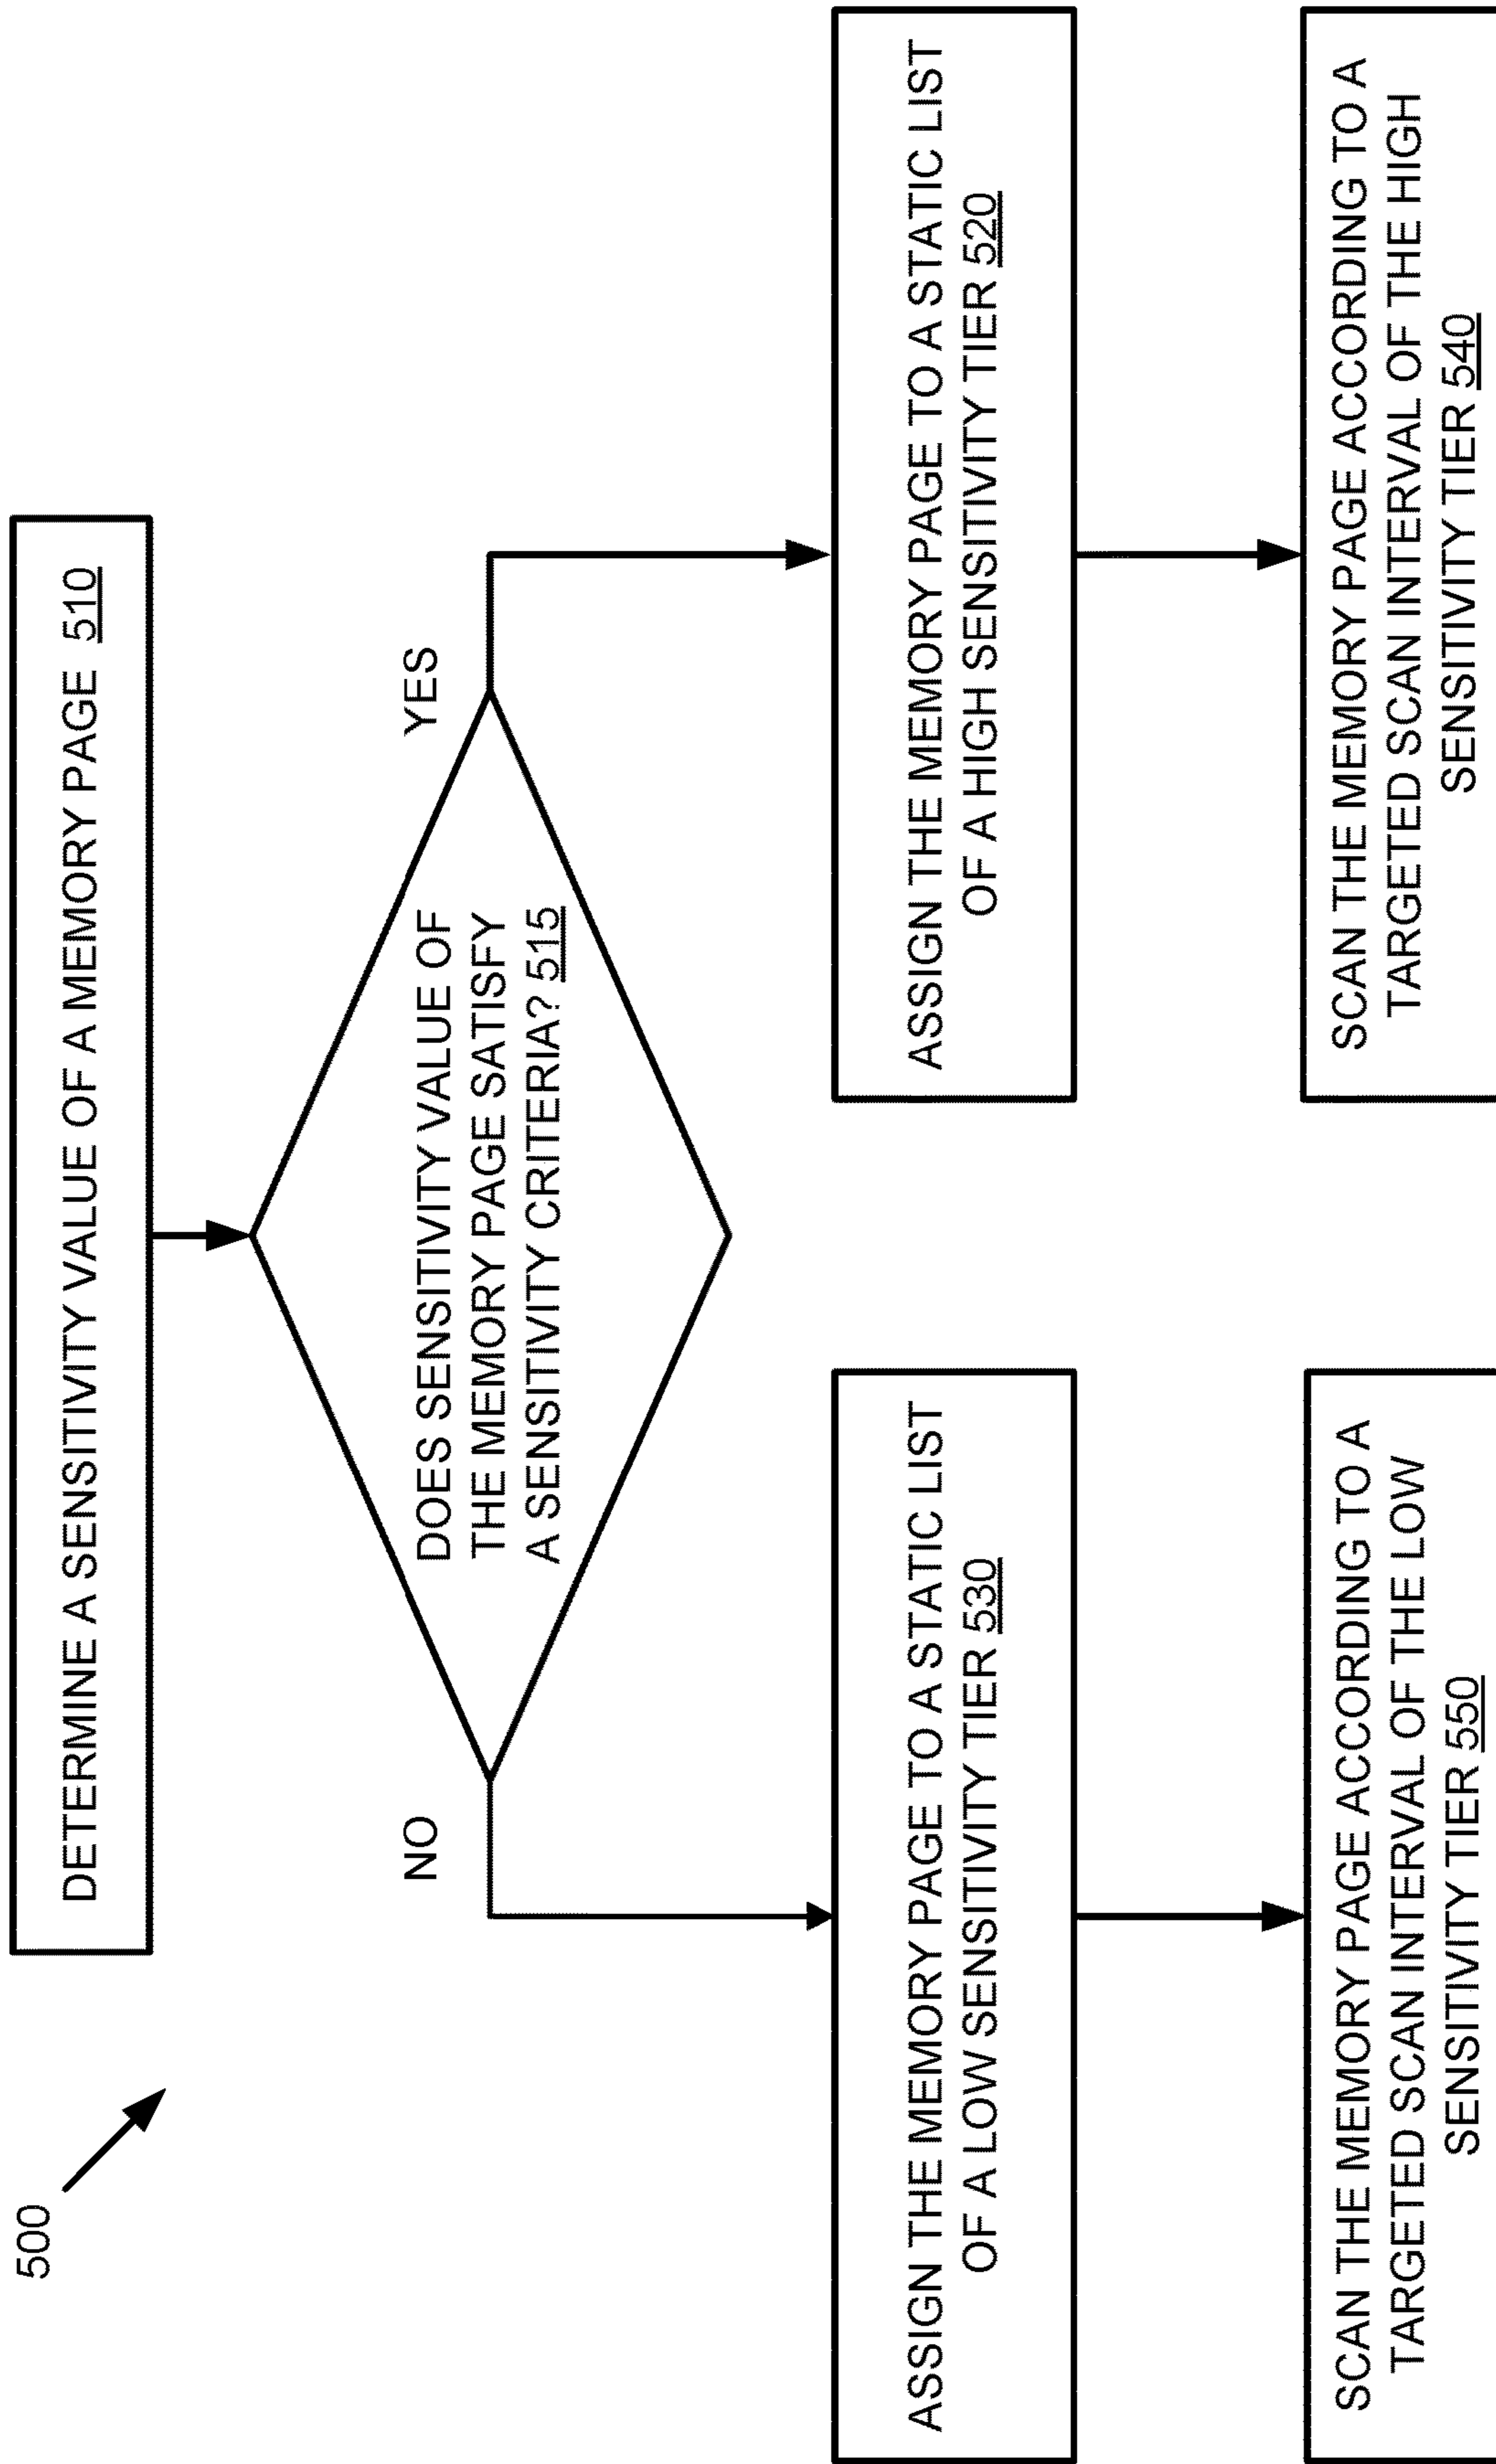 500
DETERMINE A SENSITIVITY VALUE OF A MEMORY PAGE 510
DOES SENSITIVITY VALUE OF
THE MEMORY PAGE SATISFY
A SENSITIVITY CRITERIA? 515
NO
YES
ASSIGN THE MEMORY PAGE TO A STATIC LIST
OF A LOW SENSITIVITY TIER 530
ASSIGN THE MEMORY PAGE TO A STATIC LIST
OF A HIGH SENSITIVITY TIER 520
SCAN THE MEMORY PAGE ACCORDING TO A
TARGETED SCAN INTERVAL OF THE LOW
SENSITIVITY TIER 550
SCAN THE MEMORY PAGE ACCORDING TO A
TARGETED SCAN INTERVAL OF THE HIGH
SENSITIVITY TIER 540